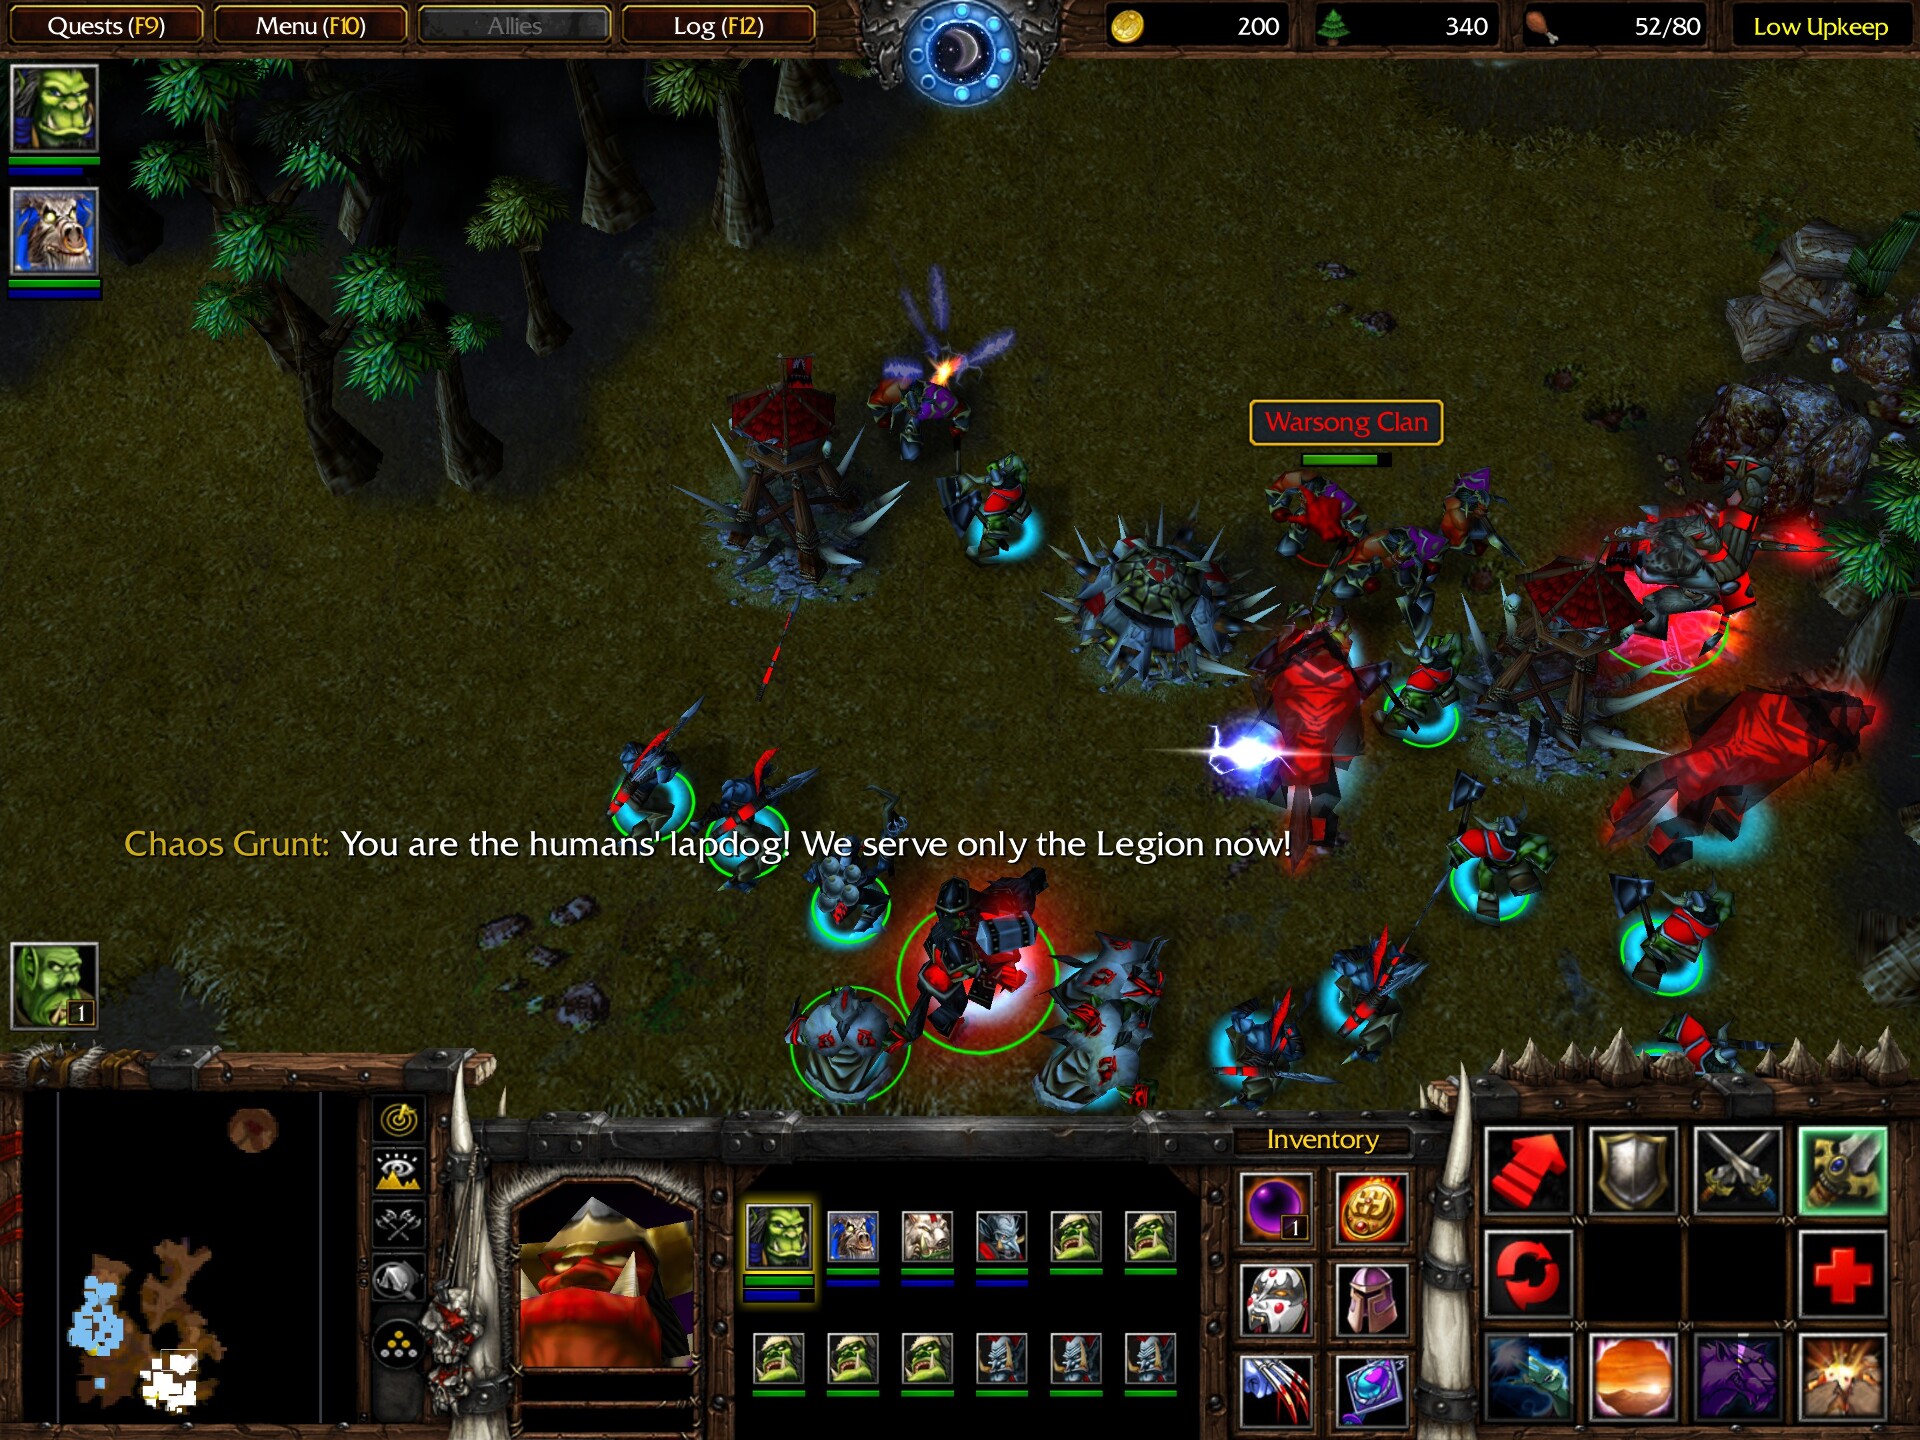 Quests (F9) Menu (F10) Allies Log (F12) 200 340 52/80 Low Upkeep
Warsong Clan
Chaos Grunt: You are the humans' lapdog! We serve only the Legion now!
1
Inventory
1